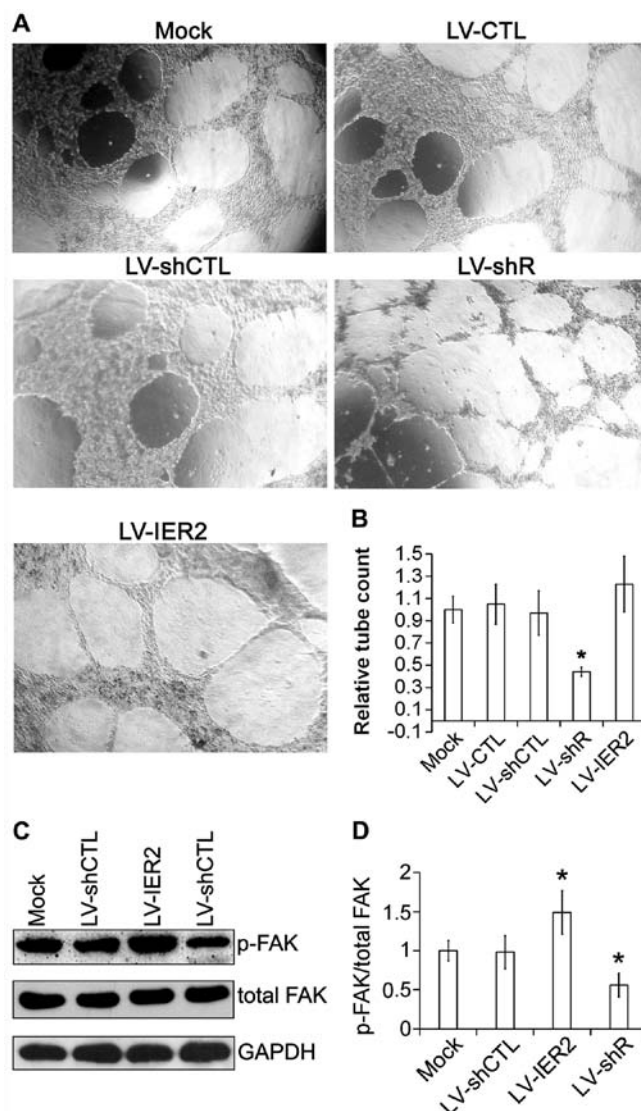 A
Mock
LV-CTL
LV-shCTL
LV-shR
LV-IER2
B
Relative tube count
1.5
1.3
1.1
0.9
0.7
0.5
0.3
0.1
-0.1
*
Mock
LV-CTL
LV-shCTL
LV-shR
LV-IER2
C
Mock
LV-shCTL
LV-IER2
LV-shCTL
p-FAK
total FAK
GAPDH
D
p-FAK/total FAK
2
1.5
1
0.5
0
*
*
Mock
LV-shCTL
LV-IER2
LV-shR